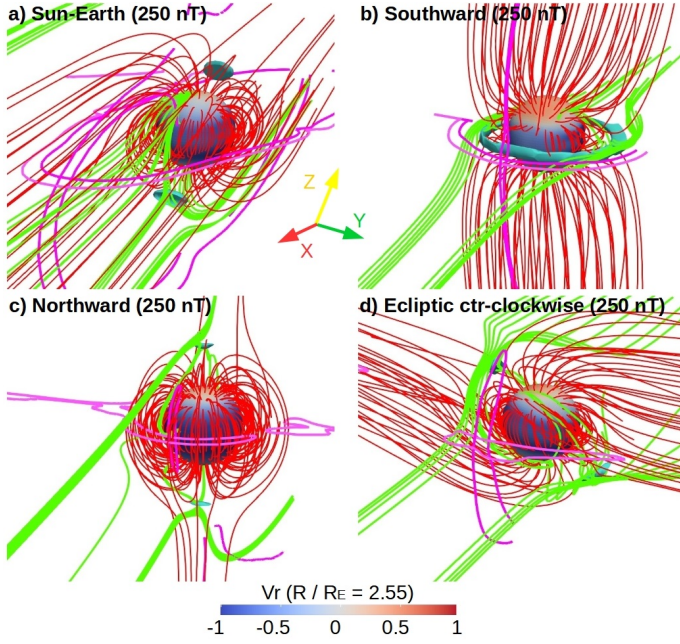 a) Sun-Earth (250 nT)
b) Southward (250 nT)
Z
Y
X
c) Northward (250 nT)
d) Ecliptic ctr-clockwise (250 nT)
Vr (R / RE = 2.55)
-1 -0.5 0 0.5 1